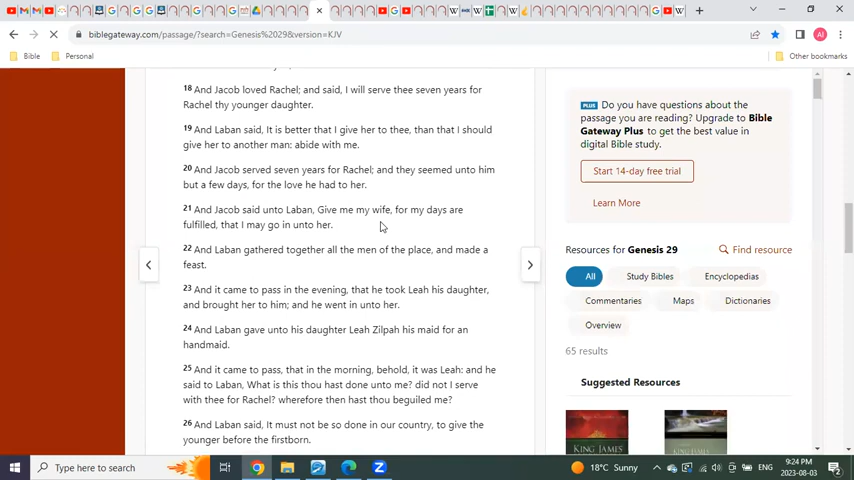 biblegateway.com/passage/?search=Genesis%2029&version=KJV
Bible
Personal
Other bookmarks
18 And Jacob loved Rachel; and said, I will serve thee seven years for
Rachel thy younger daughter.
19 And Laban said, It is better that I give her to thee, than that I should
give her to another man: abide with me.
20 And Jacob served seven years for Rachel; and they seemed unto him
but a few days, for the love he had to her.
21 And Jacob said unto Laban, Give me my wife, for my days are
fulfilled, that I may go in unto her.
22 And Laban gathered together all the men of the place, and made a
feast.
23 And it came to pass in the evening, that he took Leah his daughter,
and brought her to him; and he went in unto her.
24 And Laban gave unto his daughter Leah Zilpah his maid for an
handmaid.
25 And it came to pass, that in the morning, behold, it was Leah: and he
said to Laban, What is this thou hast done unto me? did not I serve
with thee for Rachel? wherefore then hast thou beguiled me?
26 And Laban said, It must not be so done in our country, to give the
younger before the firstborn.
PLUS Do you have questions about the
passage you are reading? Upgrade to Bible
Gateway Plus to get the best value in
digital Bible study.
Start 14-day free trial
Learn More
Resources for Genesis 29
Find resource
All
Study Bibles
Encyclopedias
Commentaries
Maps
Dictionaries
Overview
65 results
Suggested Resources
KING JAMES
KING JAMES
Type here to search
18°C Sunny
ENG
9:24 PM
2023-08-03